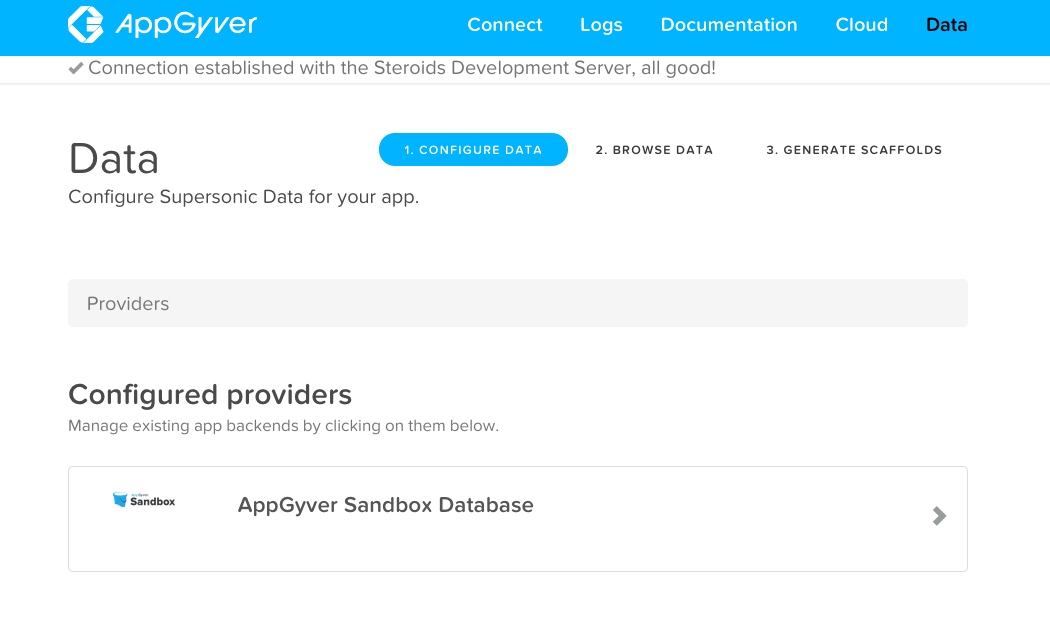 AppGyver
Connect Logs Documentation Cloud Data
Connection established with the Steroids Development Server, all good!
Data
1. CONFIGURE DATA 2. BROWSE DATA 3. GENERATE SCAFFOLDS
Configure Supersonic Data for your app.
Providers
Configured providers
Manage existing app backends by clicking on them below.
Sandbox
AppGyver Sandbox Database